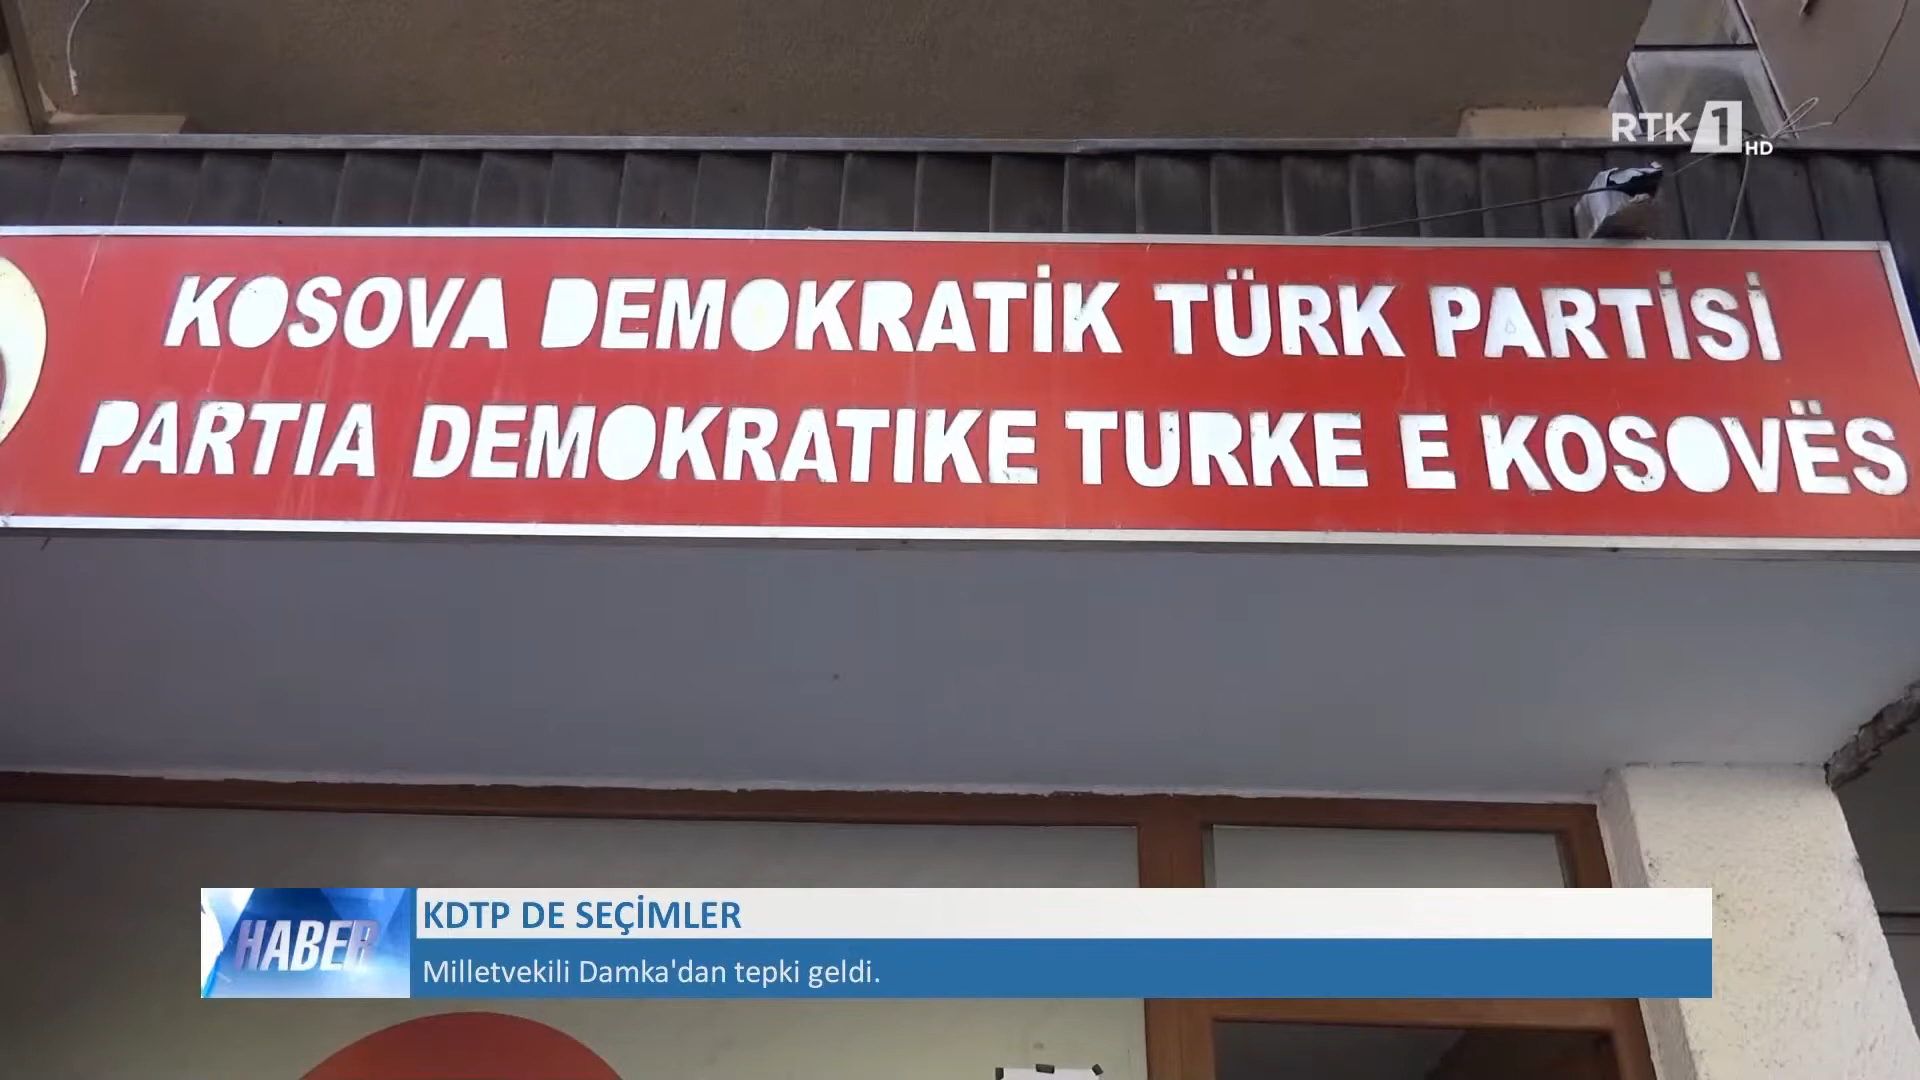 RTK 1
HD
KOSOVA DEMOKRATİK TÜRK PARTİSİ
PARTIA DEMOKRATIKE TURKE E KOSOVËS
HABER
KDTP DE SEÇİMLER
Milletvekili Damka'dan tepki geldi.